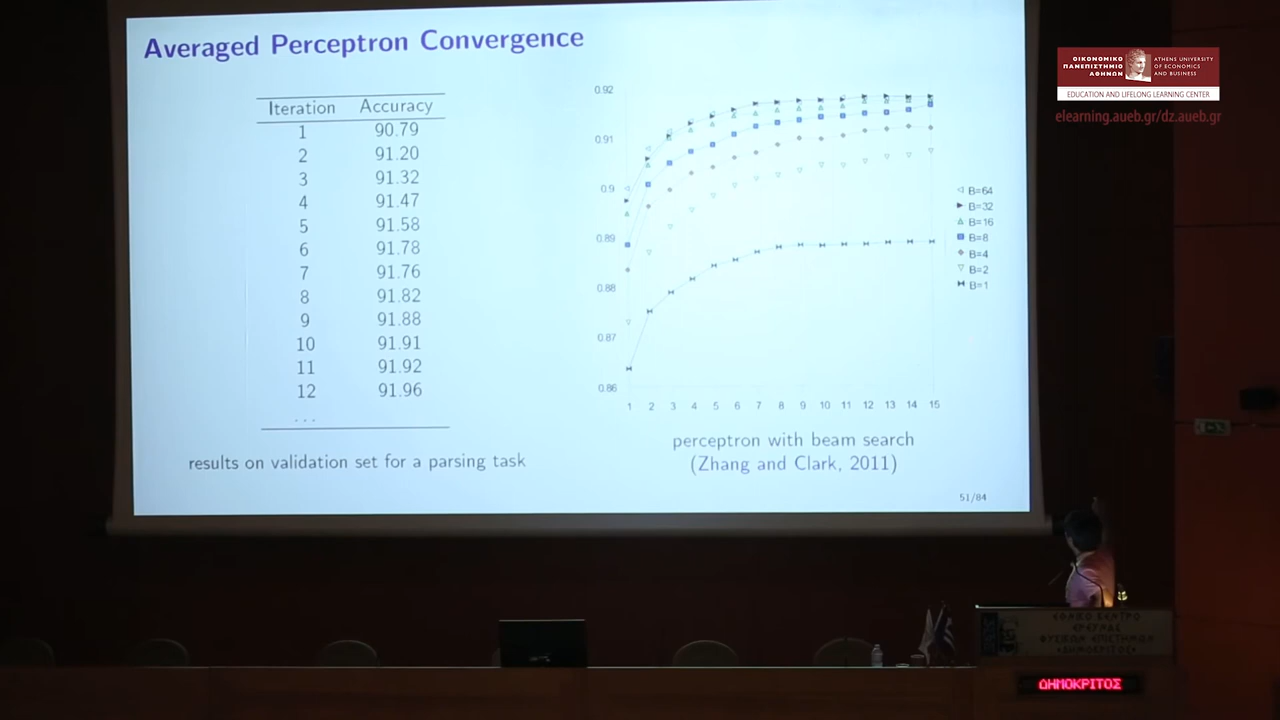 Averaged Perceptron Convergence
Iteration Accuracy
1 90.79
2 91.20
3 91.32
4 91.47
5 91.58
6 91.78
7 91.76
8 91.82
9 91.88
10 91.91
11 91.92
12 91.96
...
results on validation set for a parsing task
0.92
0.91
0.9
0.89
0.88
0.87
0.86
1 2 3 4 5 6 7 8 9 10 11 12 13 14 15
B=64
B=32
B=16
B=8
B=4
B=2
B=1
perceptron with beam search
(Zhang and Clark, 2011)
51/84
ΟΙΚΟΝΟΜΙΚΟ
ΠΑΝΕΠΙΣΤΗΜΙΟ
ΑΘΗΝΩΝ
ATHENS UNIVERSITY
OF ECONOMICS
AND BUSINESS
EDUCATION AND LIFELONG LEARNING CENTER
elearning.aueb.gr/dz.aueb.gr
ΕΘΝΙΚΟ ΚΕΝΤΡΟ
ΕΡΕΥΝΑΣ
ΦΥΣΙΚΩΝ ΕΠΙΣΤΗΜΩΝ
«ΔΗΜΟΚΡΙΤΟΣ»
ΔΗΜΟΚΡΙΤΟΣ